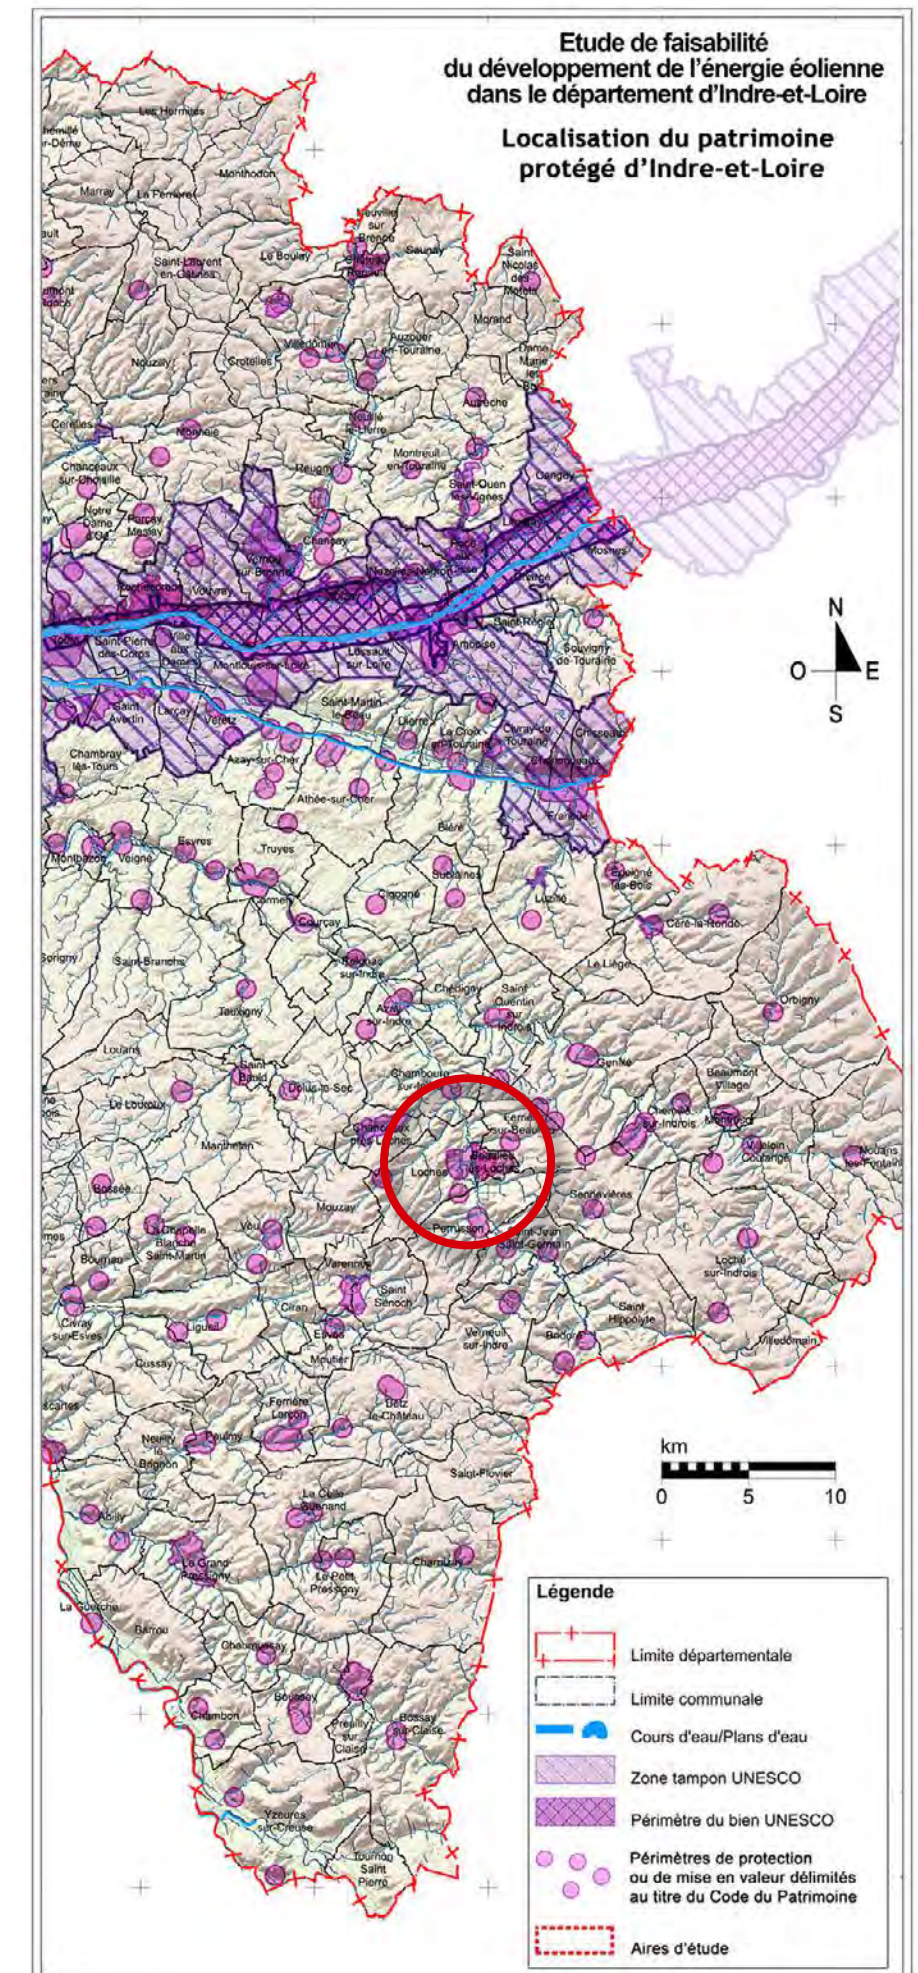 Etude de faisabilité
du développement de l'énergie éolienne
dans le département d'Indre-et-Loire
Localisation du patrimoine
protégé d'Indre-et-Loire
Les Hermites
Monthodon
Marray
La Ferrière
Neuville
sur
Brenne
Saunay
Le Boulay
Saint-Laurent
en-Gâtines
Saint
Nicolas
des
Morand
Villedômer
Auzouer
en-Touraine
Nouzilly
Crotelles
Dame
Marie
les
Autrèche
Cerelles
Monnaie
Neuillé
le-Lierre
Chanceaux
sur-Choisille
Reugny
Montreuil
en-Touraine
Cangey
Saint-Ouen
les-Vignes
Notre
Dame
d'Oé
Parçay
Meslay
Chançay
Vernou
sur-Brenne
Mosnes
Vouvray
Saint-Règle
Souvigny
de-Touraine
Saint-Pierre
des-Corps
Ville
aux
Dames
Montlouis-sur-Loire
Lussault
sur-Loire
Amboise
Saint
Avertin
Larçay
Véretz
Saint-Martin
le-Beau
Dierre
La Croix
en-Touraine
Civray-de
Touraine
Chisseaux
Chenonceaux
Chambray
lès-Tours
Azay-sur-Cher
Athée-sur-Cher
Francueil
Bléré
Montbazon
Veigné
Esvres
Truyes
Sublaines
Cigogné
Luzillé
Epeigné
les-Bois
Cormery
Courçay
Céré-la-Ronde
Sorigny
Saint-Branchs
Reignac
sur-Indre
Le Liège
Chédigny
Saint
Quentin
sur
Indrois
Orbigny
Tauxigny
Azay
sur-Indre
Louans
Genillé
Saint
Bauld
Dolus-le-Sec
Beaumont
Village
Le Louroux
Chemillé
sur-Indrois
Montrésor
Manthelan
Chanceaux
près-Loches
Loches
Beaulieu
lès-Loches
Villeloin
Coulangé
Nouans
Bossée
Mouzay
Sennevières
Perrusson
Saint-Jean
Saint-Germain
La Chapelle
Blanche
Saint-Martin
Vou
Bournan
Varennes
Loché
sur-Indrois
Saint
Senoch
Ciran
Civray
sur-Esves
Ligueil
Esves
le
Moutier
Verneuil
sur-Indre
Saint
Hippolyte
Bridoré
Villedômain
Cussay
Betz
le-Château
Ferrière
Larçon
Neuilly
le
Brignon
Paulmy
Saint-Flovier
La Celle
Guenand
Abilly
Le Grand
Pressigny
Le Petit
Pressigny
Charnizay
La Guerche
Barrou
Chaumussay
Boussay
Chambon
Preuilly
sur
Claise
Bossay
sur-Claise
Yzeures
sur-Creuse
Tournon
Saint
Pierre
N
O
E
S
km
0 5 10
Légende
Limite départementale
Limite communale
Cours d'eau/Plans d'eau
Zone tampon UNESCO
Périmètre du bien UNESCO
Périmètres de protection
ou de mise en valeur délimités
au titre du Code du Patrimoine
Aires d'étude